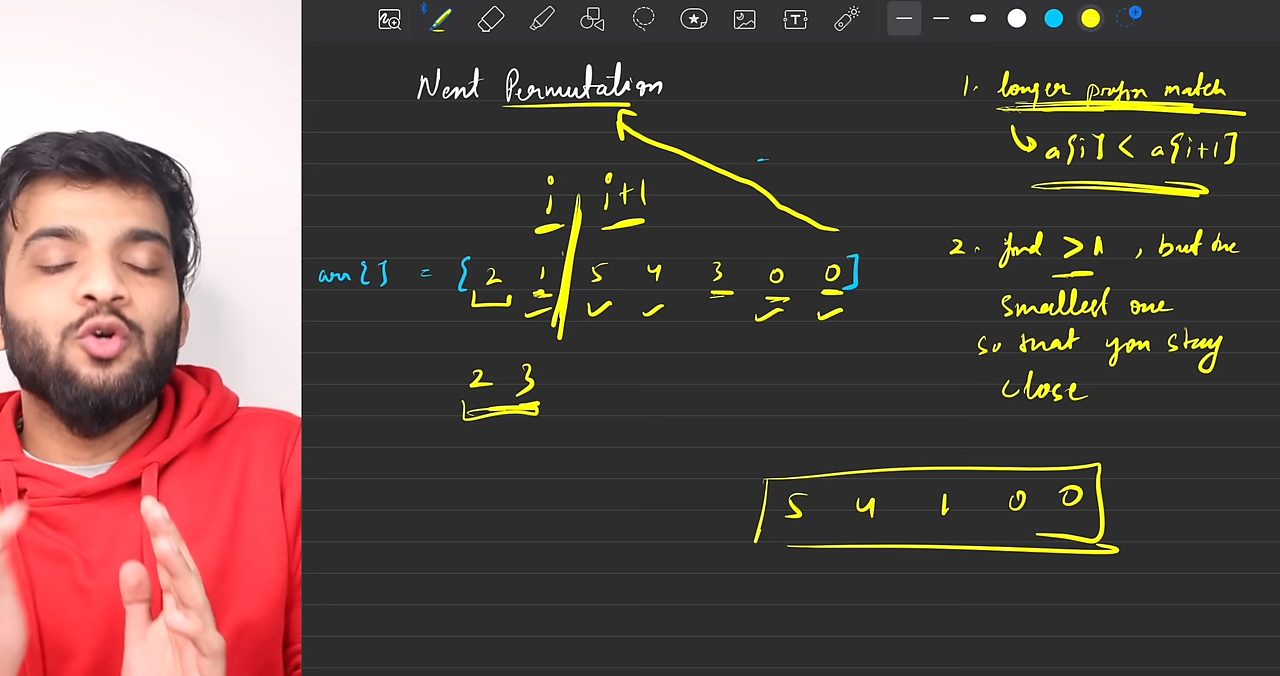 Next Permutation
i i+1
arr[] = [2 1 5 4 3 0 0]
2 3
1. longer prefix match
a[i] < a[i+1]
2. find > 1, but the
smallest one
so that you stay
close
5 4 1 0 0